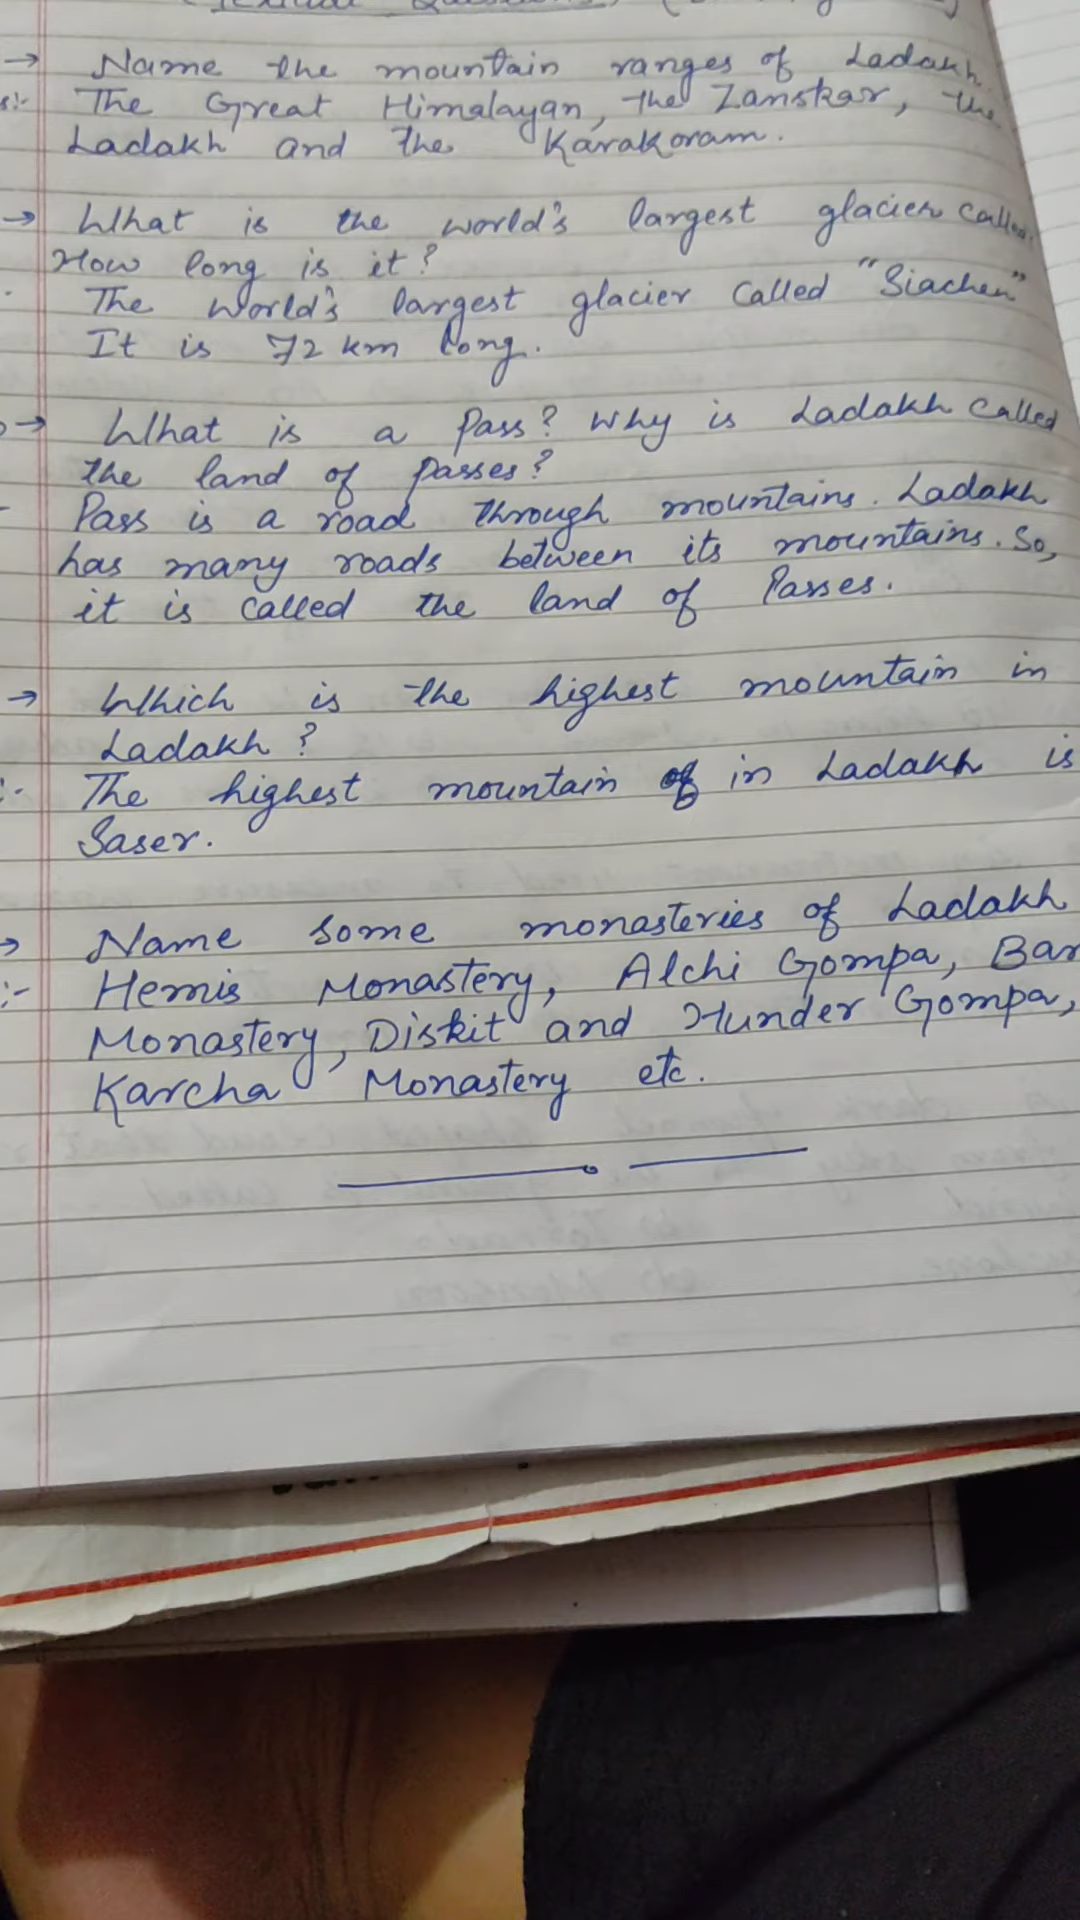 Textual Questions
→ Name the mountain ranges of Ladakh.
s:- The Great Himalayan, the Zanskar, the
Ladakh and the Karakoram.
→ What is the world's largest glacier called.
How long is it?
The world's largest glacier called "Siachen"
It is 72 km long.
→ What is a Pass? Why is Ladakh called
the land of passes?
- Pass is a road through mountains. Ladakh
has many roads between its mountains. So,
it is called the land of Passes.
→ Which is the highest mountain in
Ladakh?
:- The highest mountain in Ladakh is
Saser.
→ Name some monasteries of Ladakh
:- Hemis Monastery, Alchi Gompa, Bar
Monastery, Diskit and Hunder Gompa,
Karcha Monastery etc.